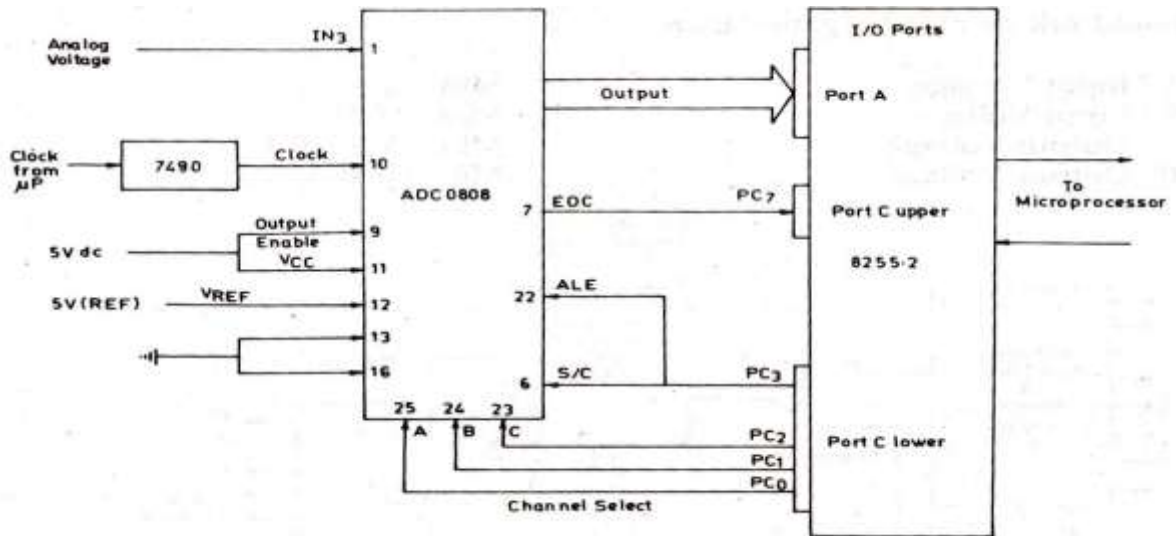 I/O Ports
Analog Voltage
IN3
1
Output
Port A
Clock from μP
7490
Clock
10
ADC 0808
7
EOC
PC7
Port C upper
To Microprocessor
8255·2
5V dc
Output Enable
9
VCC
11
5V(REF)
VREF
12
13
16
22
ALE
6
S/C
PC3
25
24
23
A
B
C
PC2
PC1
PC0
Port C lower
Channel Select